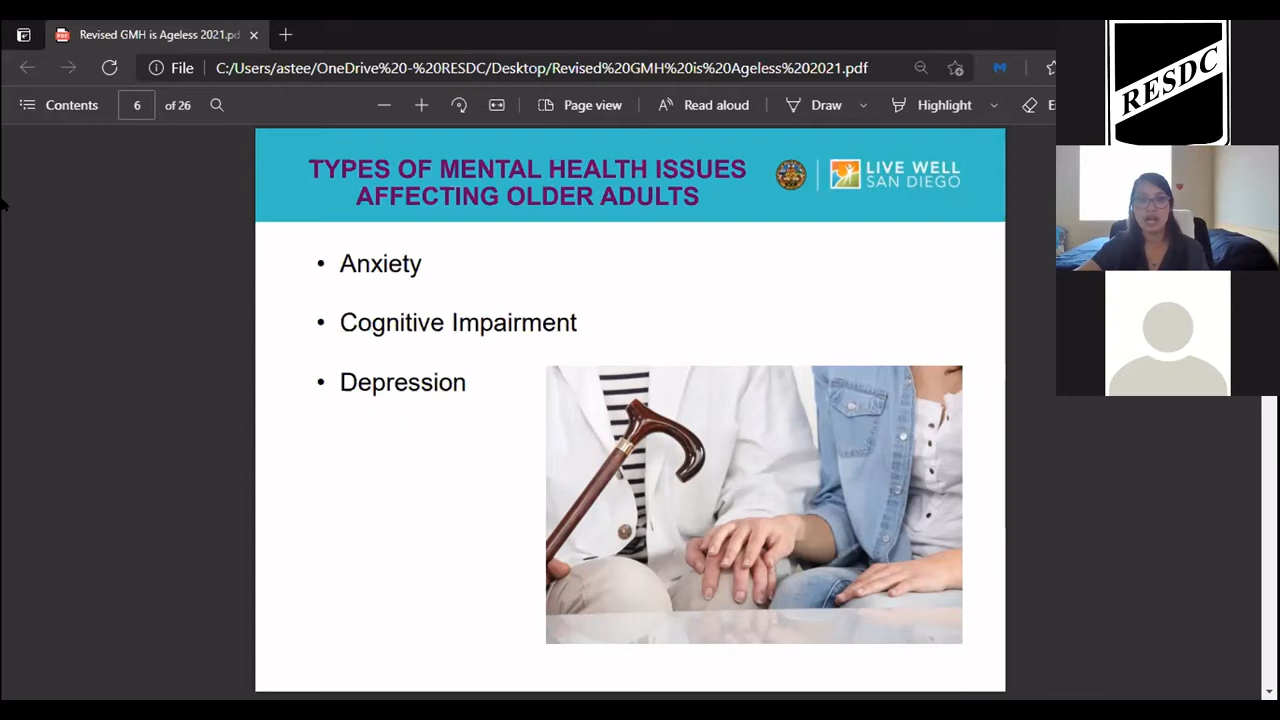 Revised GMH is Ageless 2021.pd
File
C:/Users/astee/OneDrive%20-%20RESDC/Desktop/Revised%20GMH%20is%20Ageless%202021.pdf
Contents
6
of 26
Page view
Read aloud
Draw
Highlight
E
RESDC
TYPES OF MENTAL HEALTH ISSUES
AFFECTING OLDER ADULTS
LIVE WELL
SAN DIEGO
• Anxiety
• Cognitive Impairment
• Depression